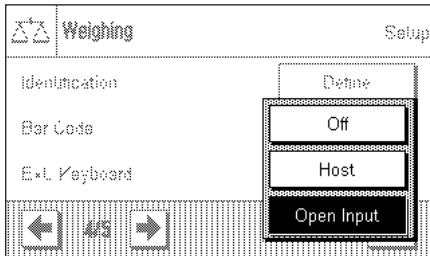 Weighing Setup
Identification Define
Bar Code Off
Ext. Keyboard Host
4/5 Open Input